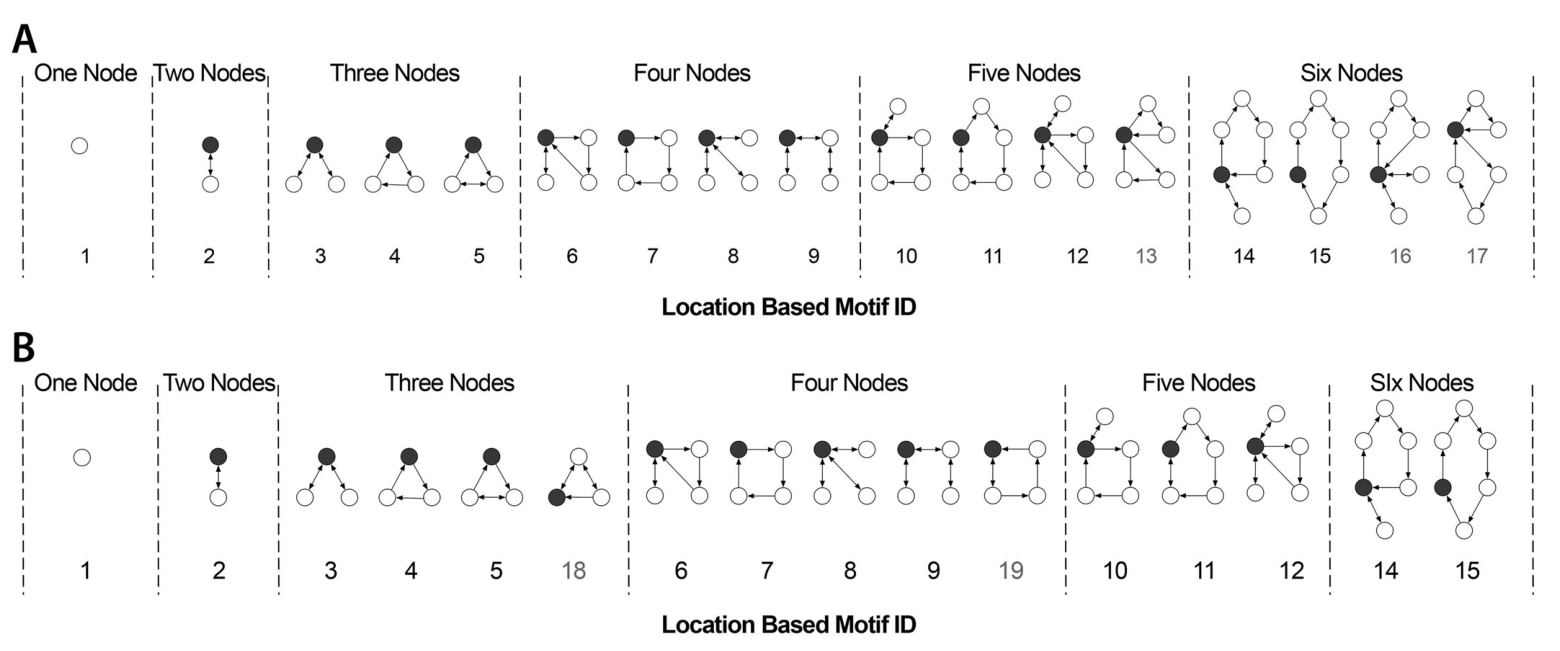 A
One Node Two Nodes Three Nodes Four Nodes Five Nodes Six Nodes
1 2 3 4 5 6 7 8 9 10 11 12 13 14 15 16 17
Location Based Motif ID
B
One Node Two Nodes Three Nodes Four Nodes Five Nodes SIx Nodes
1 2 3 4 5 18 6 7 8 9 19 10 11 12 14 15
Location Based Motif ID